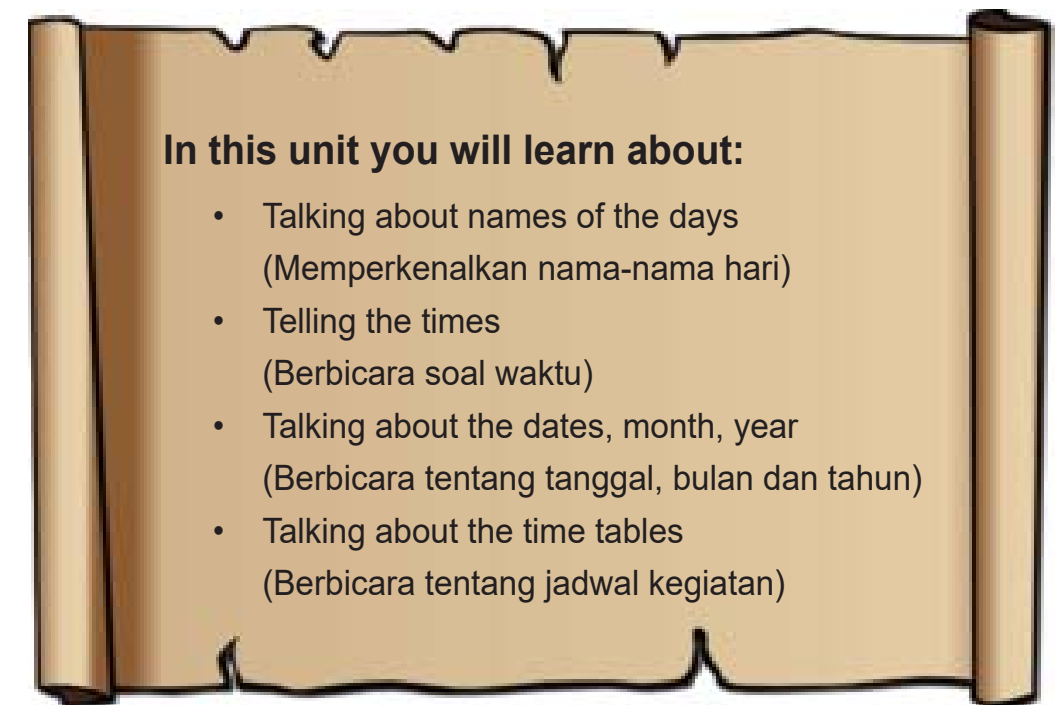 In this unit you will learn about:
• Talking about names of the days
(Memperkenalkan nama-nama hari)
• Telling the times
(Berbicara soal waktu)
• Talking about the dates, month, year
(Berbicara tentang tanggal, bulan dan tahun)
• Talking about the time tables
(Berbicara tentang jadwal kegiatan)